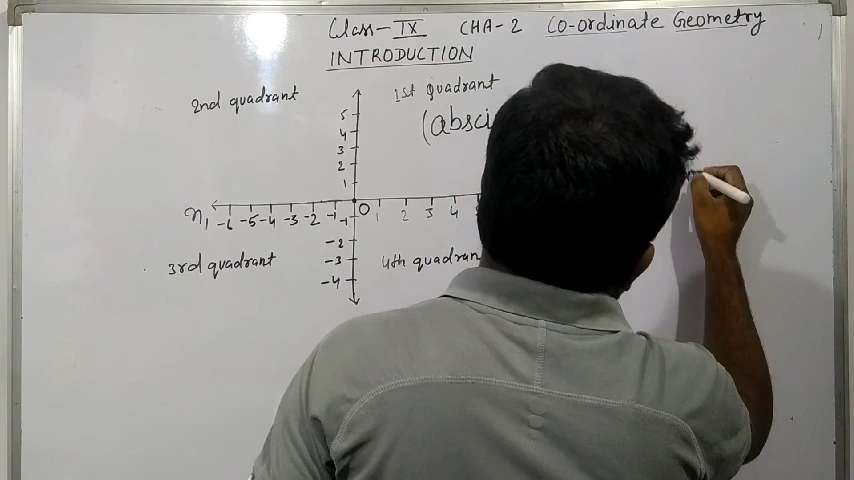 Class-IX CHA-2 Co-ordinate Geometry
INTRODUCTION
2nd quadrant 1st quadrant
(absci
5
4
3
2
1
-6 -5 -4 -3 -2 -1 O 1 2 3 4
-1
-2
-3
-4
3rd quadrant 4th quadran